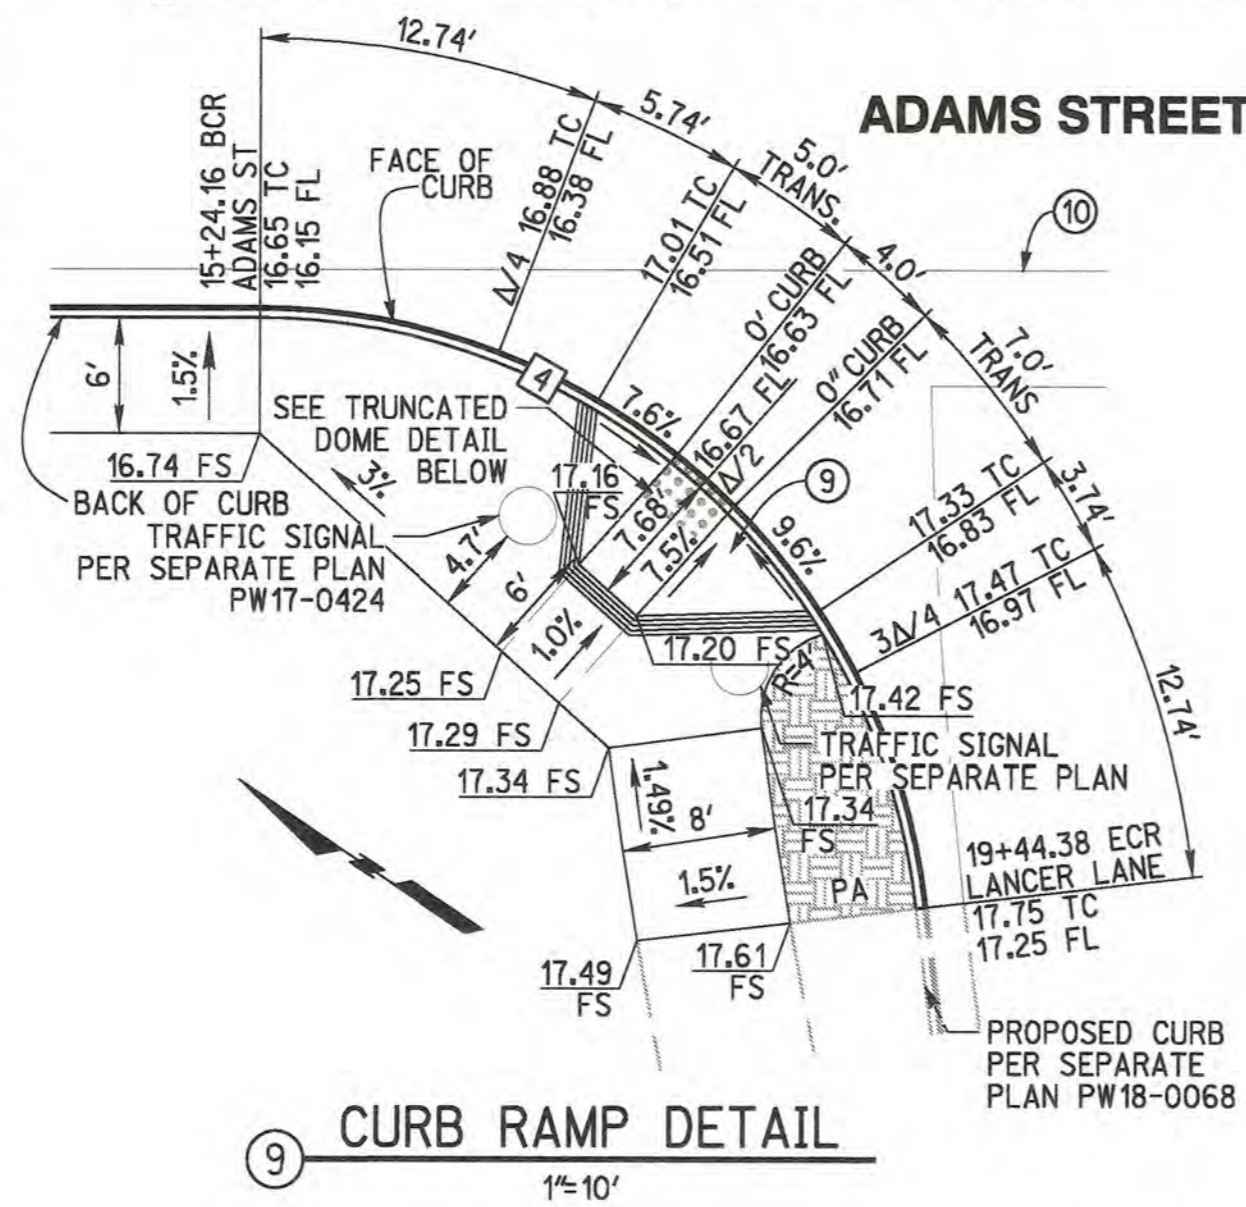 12.74'
5.74'
ADAMS STREET
5.0'
TRANS.
4.0'
7.0'
TRANS
3.74'
12.74'
15+24.16 BCR
ADAMS ST
16.65 TC
16.15 FL
FACE OF
CURB
Δ/4 16.88 TC
16.38 FL
17.01 TC
16.51 FL
0' CURB
16.63 FL
16.67 FL
Δ/2
0" CURB
16.71 FL
10
17.33 TC
16.83 FL
3Δ/4 17.47 TC
16.97 FL
6'
1.5%
4
7.6%
SEE TRUNCATED
DOME DETAIL
BELOW
16.74 FS
BACK OF CURB
3%
17.16
FS
7.68'
7.5%
9
9.6%
TRAFFIC SIGNAL
PER SEPARATE PLAN
PW17-0424
4.7'
6'
1.0%
17.20 FS
17.25 FS
17.29 FS
17.34 FS
R=4'
17.42 FS
TRAFFIC SIGNAL
PER SEPARATE PLAN
17.34
FS
1.49%
8'
1.5%
PA
19+44.38 ECR
LANCER LANE
17.75 TC
17.25 FL
17.49
FS
17.61
FS
PROPOSED CURB
PER SEPARATE
PLAN PW18-0068
9 CURB RAMP DETAIL
1"=10'